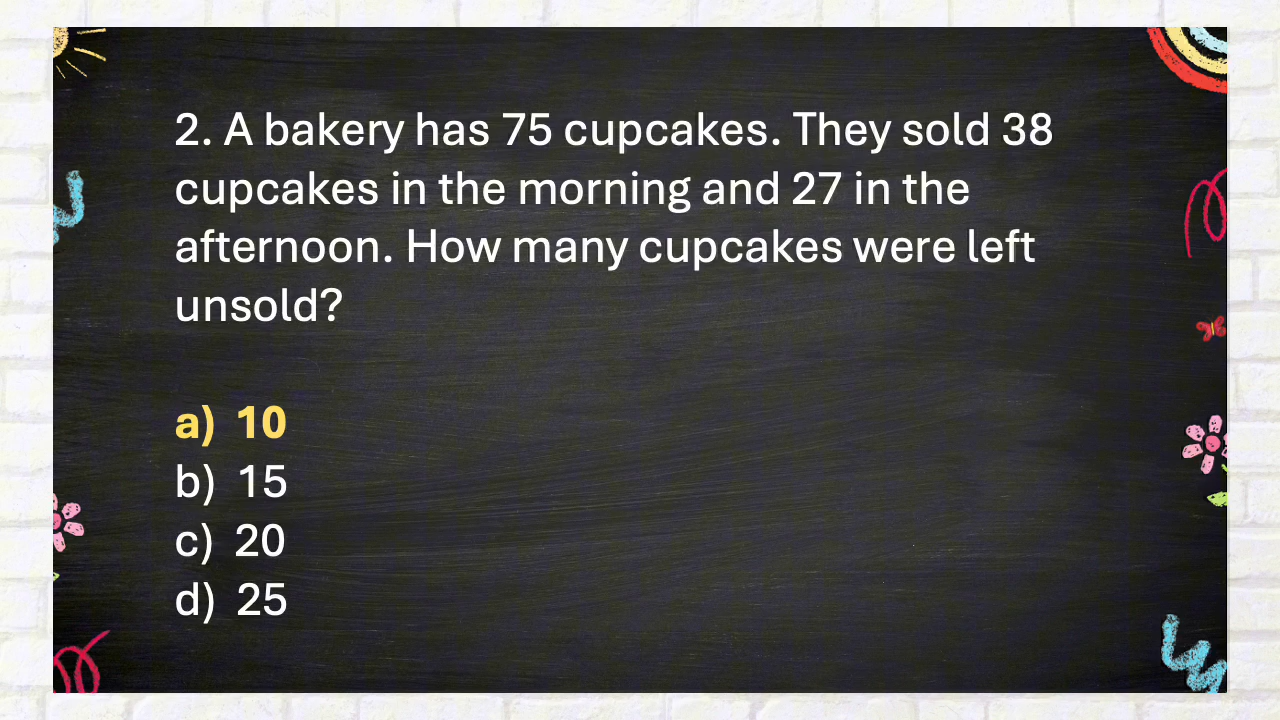 2. A bakery has 75 cupcakes. They sold 38
cupcakes in the morning and 27 in the
afternoon. How many cupcakes were left
unsold?
a) 10
b) 15
c) 20
d) 25